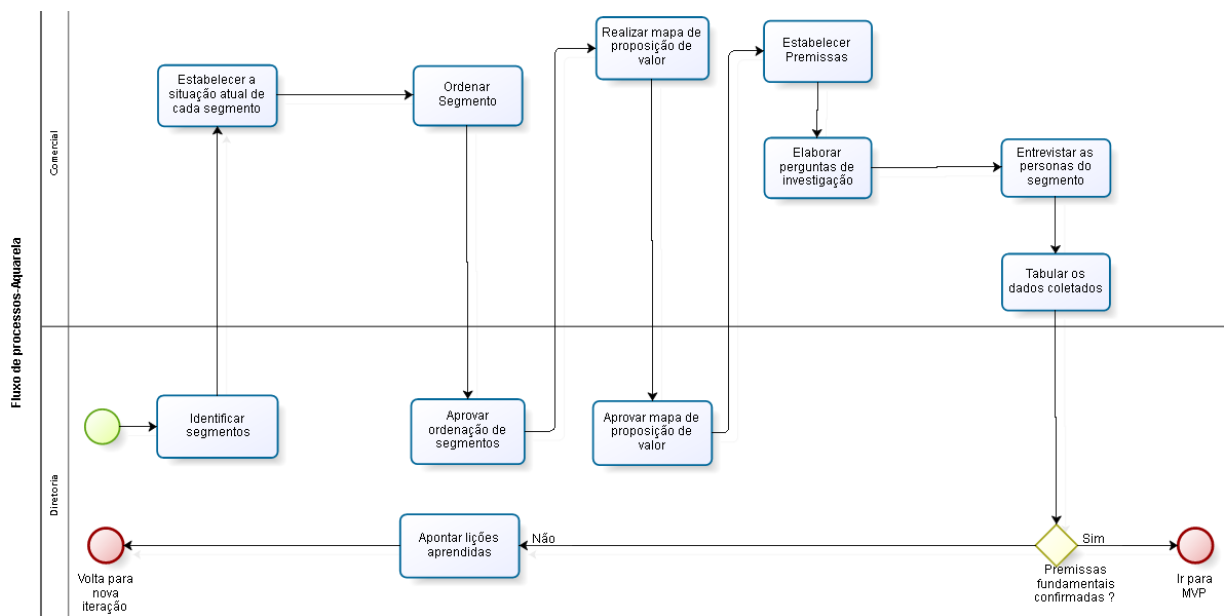 Fluxo de processos-Aquarela
Comercial
Estabelecer a
situação atual de
cada segmento
Ordenar
Segmento
Realizar mapa de
proposição de
valor
Estabelecer
Premissas
Elaborar
perguntas de
investigação
Entrevistar as
personas do
segmento
Tabular os
dados coletados
Diretoria
Identificar
segmentos
Aprovar
ordenação de
segmentos
Aprovar mapa de
proposição de
valor
Apontar lições
aprendidas
Não
Sim
Volta para
nova
iteração
Premissas
fundamentais
confirmadas ?
Ir para
MVP